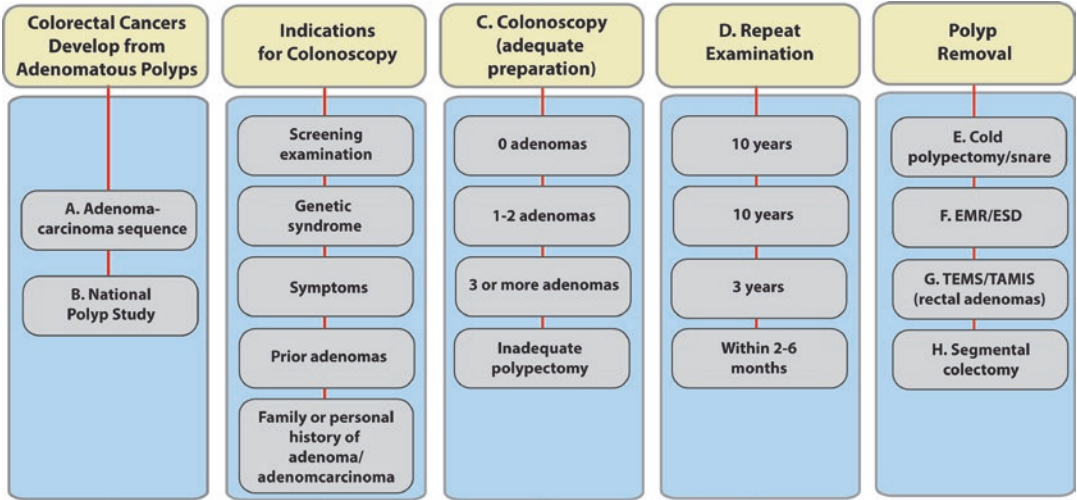 Colorectal Cancers
Develop from
Adenomatous Polyps
A. Adenoma-
carcinoma sequence
B. National
Polyp Study
Indications
for Colonoscopy
Screening
examination
Genetic
syndrome
Symptoms
Prior adenomas
Family or personal
history of
adenoma/
adenomcarcinoma
C. Colonoscopy
(adequate
preparation)
0 adenomas
1-2 adenomas
3 or more adenomas
Inadequate
polypectomy
D. Repeat
Examination
10 years
10 years
3 years
Within 2-6
months
Polyp
Removal
E. Cold
polypectomy/snare
F. EMR/ESD
G. TEMS/TAMIS
(rectal adenomas)
H. Segmental
colectomy